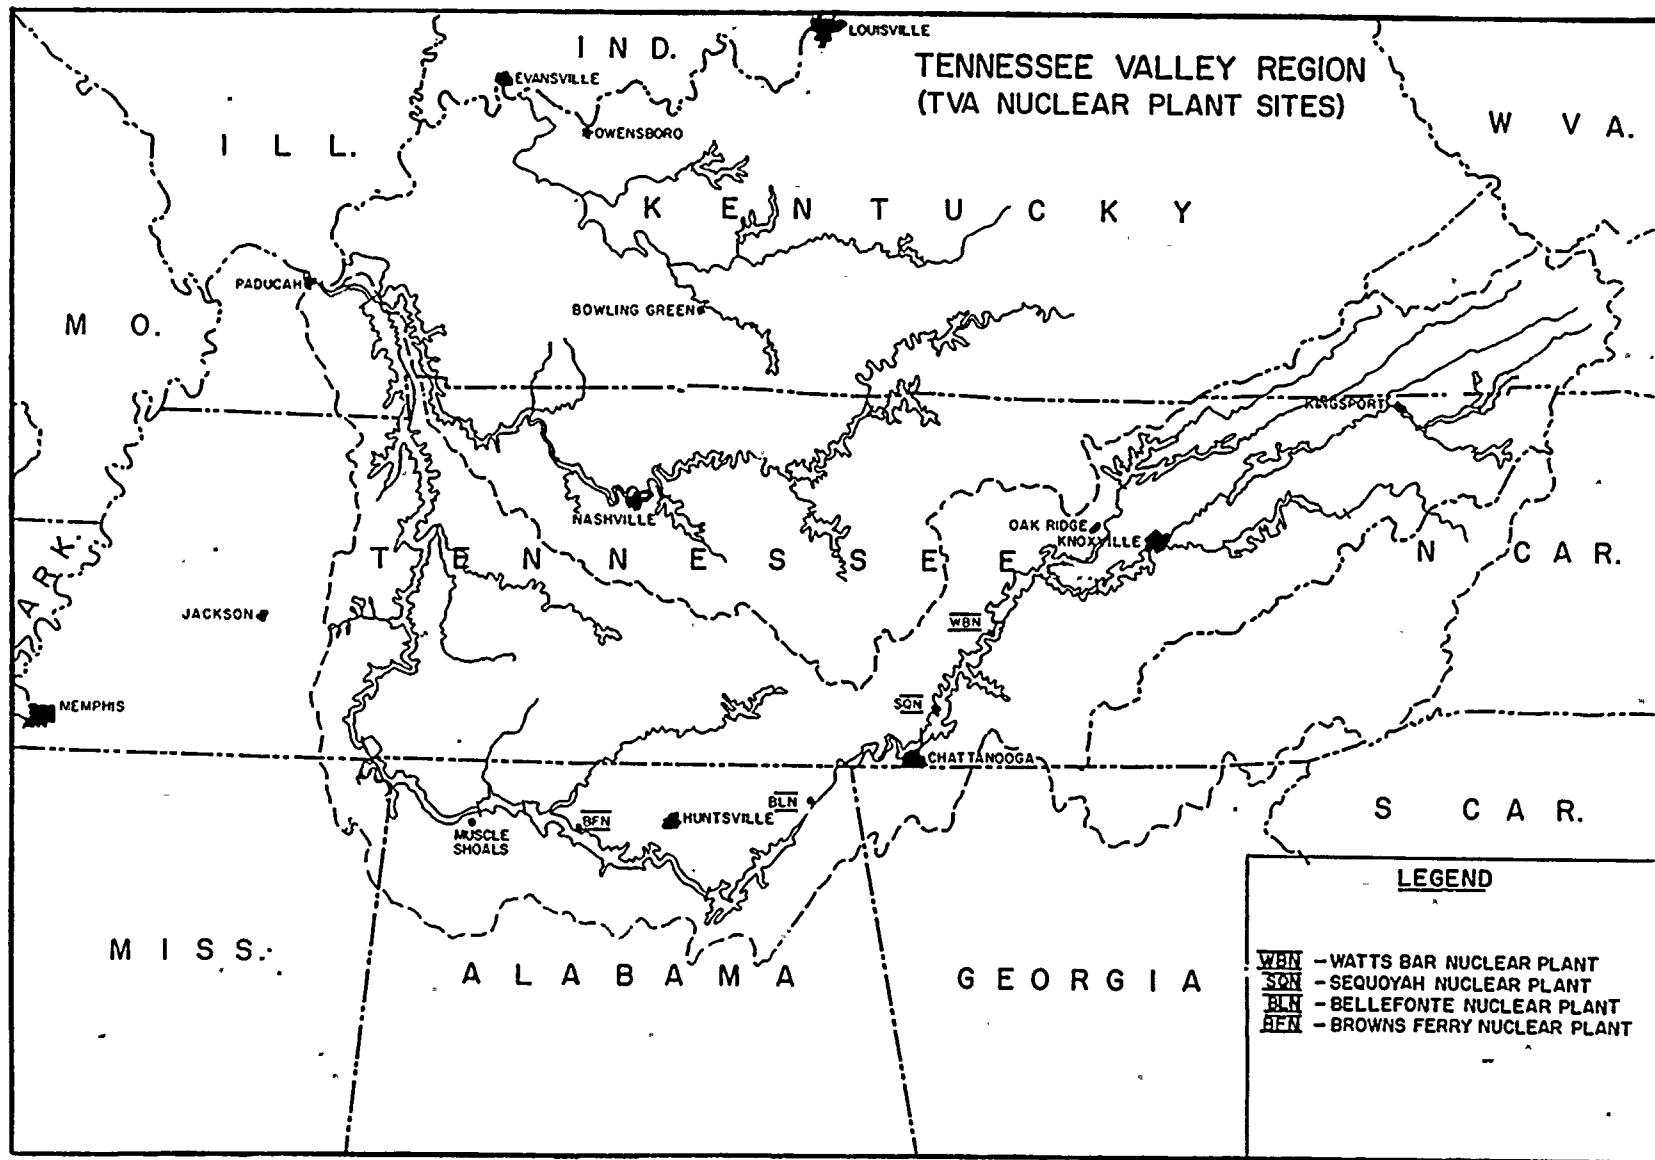 LOUISVILLE
I N D.
TENNESSEE VALLEY REGION
(TVA NUCLEAR PLANT SITES)
EVANSVILLE
W VA.
OWENSBORO
I L L.
K E N T U C K Y
PADUCAH
BOWLING GREEN
M O.
KINGSPORT
NASHVILLE
OAK RIDGE
KNOXVILLE
T E N N E S S E E
N CAR.
ARK.
JACKSON
WBN
MEMPHIS
SQN
CHATTANOOGA
BLN
HUNTSVILLE
BFN
MUSCLE
SHOALS
S CAR.
LEGEND
M I S S.
A L A B A M A
G E O R G I A
WBN - WATTS BAR NUCLEAR PLANT
SQN - SEQUOYAH NUCLEAR PLANT
BLN - BELLEFONTE NUCLEAR PLANT
BFN - BROWNS FERRY NUCLEAR PLANT